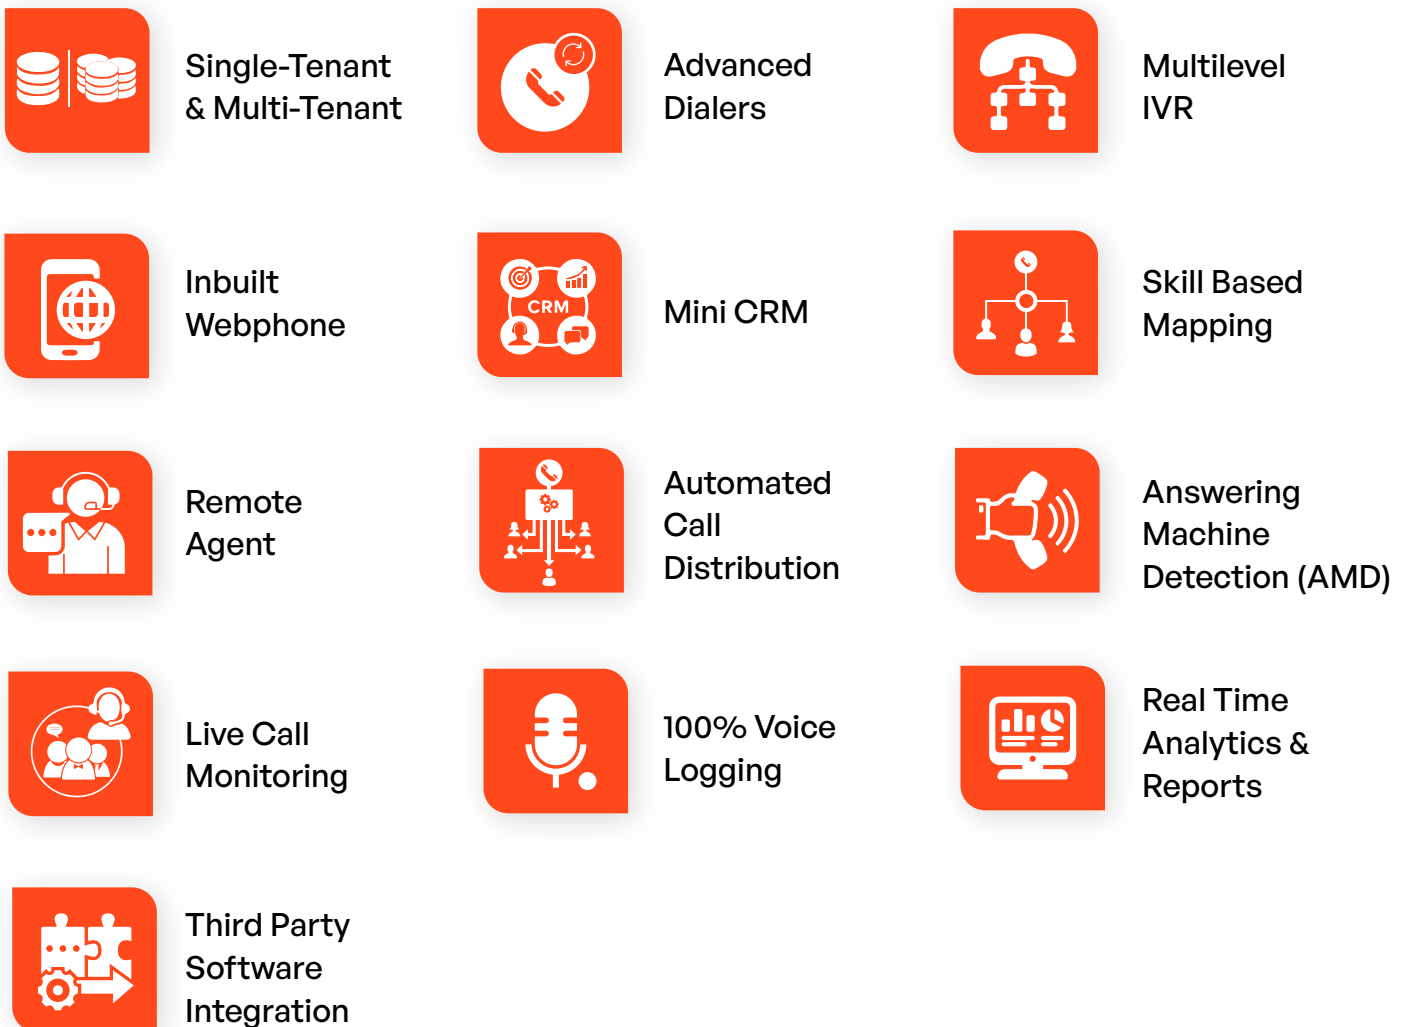 Single-Tenant
& Multi-Tenant
Advanced
Dialers
Multilevel
IVR
Inbuilt
Webphone
CRM
Mini CRM
Skill Based
Mapping
Remote
Agent
Automated
Call
Distribution
Answering
Machine
Detection (AMD)
Live Call
Monitoring
100% Voice
Logging
Real Time
Analytics &
Reports
Third Party
Software
Integration